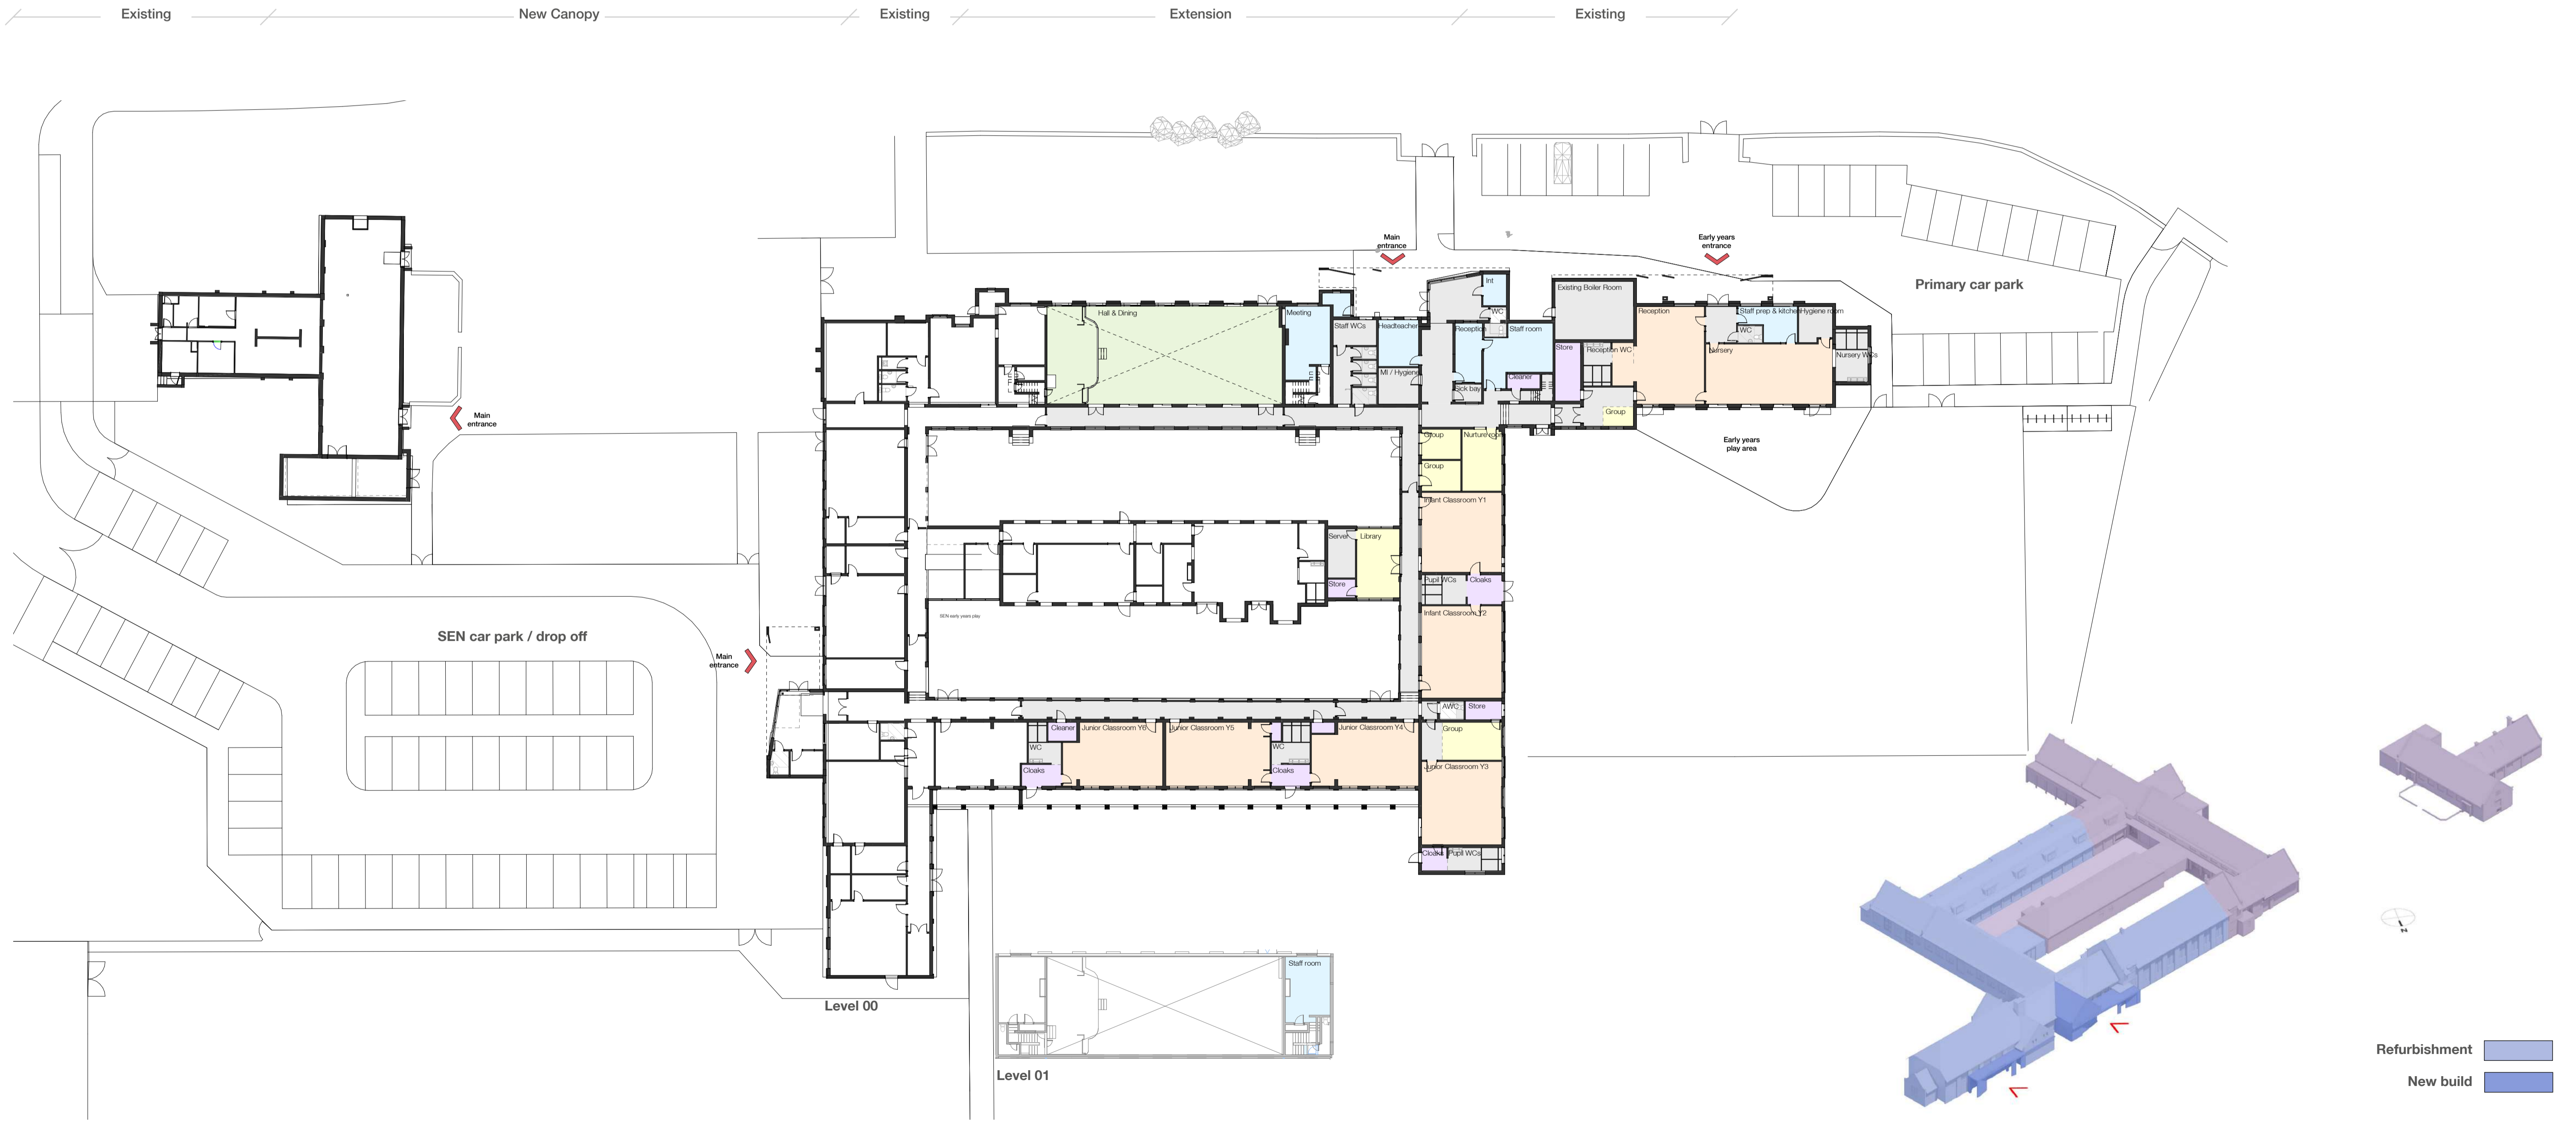 Existing
New Canopy
Existing
Extension
Existing
Main
entrance
Early years
entrance
Primary car park
Int
Existing Boiler Room
WC
Hall & Dining
Meeting
Staff WCs
Headteacher
Reception
Staff room
Reception
Staff prep & kitchen
Hygiene room
WC
Store
Reception WC
Nursery
Nursery WCs
MI / Hygiene
Cleaner
Sick bay
Group
Main
entrance
Group
Nurture room
Early years
play area
Group
Infant Classroom Y1
Server
Library
Store
Pupil WCs
Cloaks
Infant Classroom Y2
SEN early years play
SEN car park / drop off
Main
entrance
AWC
Store
Cleaner
Junior Classroom Y6
Junior Classroom Y5
Junior Classroom Y4
Group
WC
WC
Cloaks
Cloaks
Junior Classroom Y3
Cloaks
Pupil WCs
Staff room
Level 00
Level 01
N
Refurbishment
New build